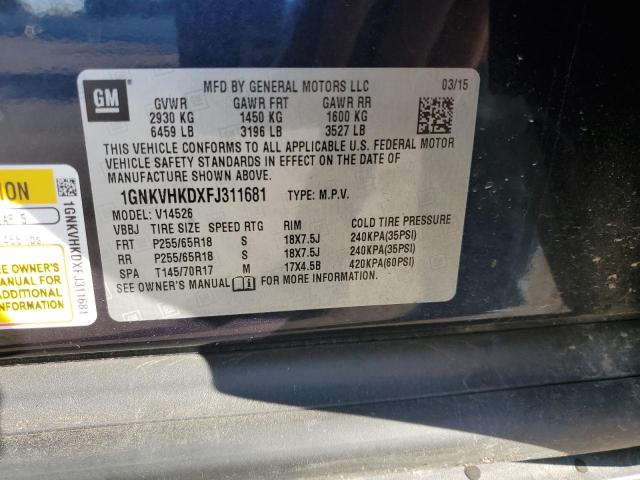 GM
MFD BY GENERAL MOTORS LLC 03/15
GVWR GAWR FRT GAWR RR
2930 KG 1450 KG 1600 KG
6459 LB 3196 LB 3527 LB
THIS VEHICLE CONFORMS TO ALL APPLICABLE U.S. FEDERAL MOTOR
VEHICLE SAFETY STANDARDS IN EFFECT ON THE DATE OF
MANUFACTURE SHOWN ABOVE.
1GNKVHKDXFJ311681 TYPE: M.P.V.
MODEL: V14526
VBBJ TIRE SIZE SPEED RTG RIM COLD TIRE PRESSURE
FRT P255/65R18 S 18X7.5J 240KPA(35PSI)
RR P255/65R18 S 18X7.5J 240KPA(35PSI)
SPA T145/70R17 M 17X4.5B 420KPA(60PSI)
SEE OWNER'S MANUAL FOR MORE INFORMATION.
ION
5
lbs
SEE OWNER'S
MANUAL FOR
ADDITIONAL
INFORMATION
1GNKVHKDXFJ311681